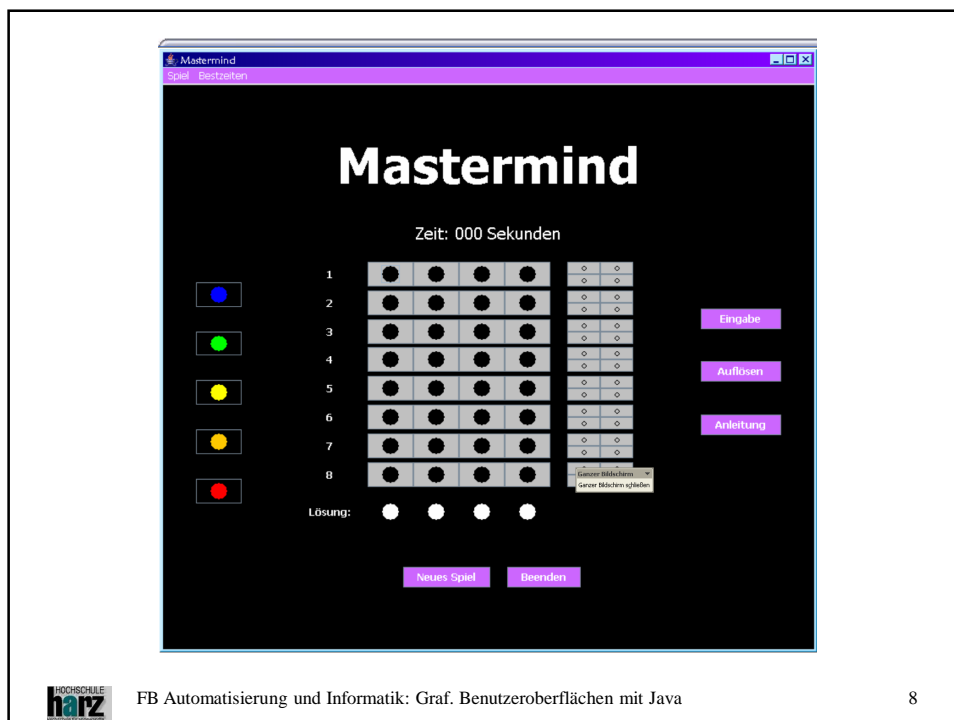 Mastermind
Spiel Bestzeiten
Mastermind
Zeit: 000 Sekunden
1
2
3
4
5
6
7
8
Lösung:
Eingabe
Auflösen
Anleitung
Ganzer Bildschirm
Ganzer Bildschirm schließen
Neues Spiel Beenden
HOCHSCHULE
harz
FB Automatisierung und Informatik: Graf. Benutzeroberflächen mit Java 8